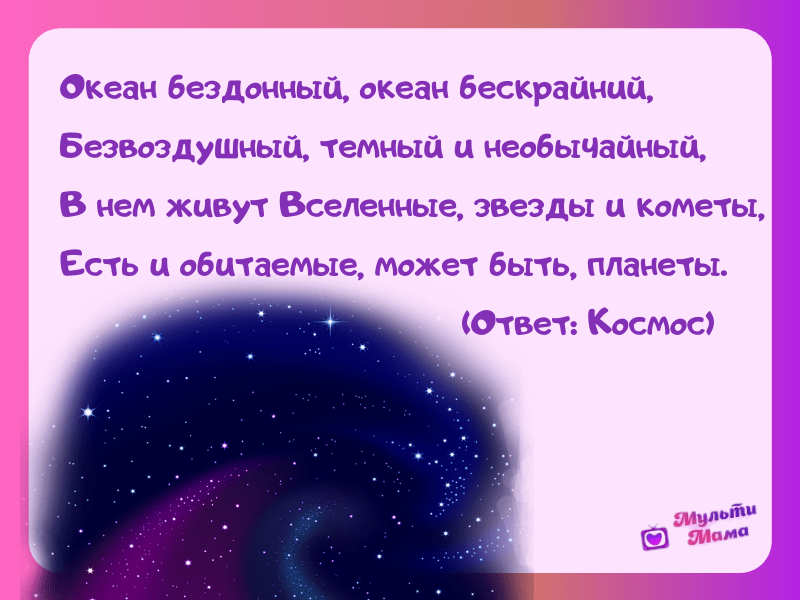 Океан бездонный, океан бескрайний,
Безвоздушный, темный и необычайный,
В нем живут Вселенные, звезды и кометы,
Есть и обитаемые, может быть, планеты.
(Ответ: Космос)
Мульти
Мама